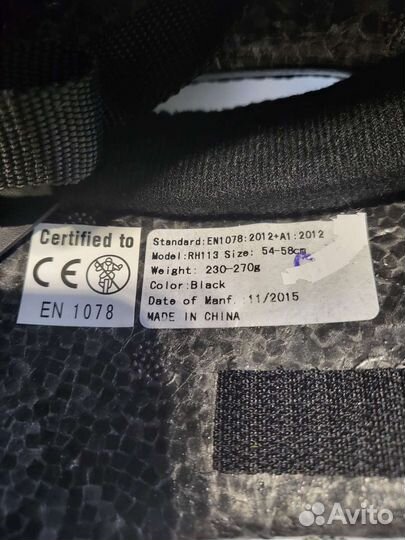 Certified to
CE
EN 1078
Standard:EN1078:2012+A1:2012
Model:RH113 Size: 54-58cm
Weight: 230-270g
Color:Black
Date of Manf. :11/2015
MADE IN CHINA
Avito